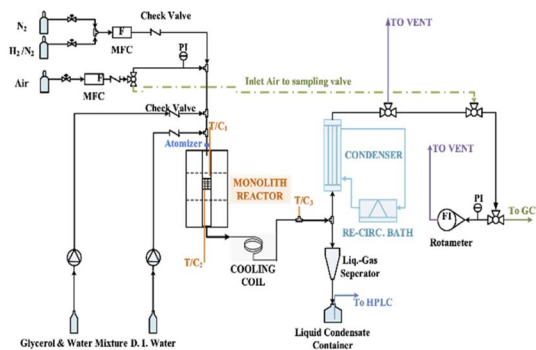 N₂
H₂ /N₂
Air
F
MFC
Check Valve
PI
F
MFC
Inlet Air to sampling valve
TO VENT
Check Valve
T/C₁
Atomizer
MONOLITH
REACTOR
T/C₂
COOLING
COIL
T/C₃
CONDENSER
RE-CIRC. BATH
TO VENT
PI
FI
Rotameter
To GC
Liq.-Gas
Seperator
To HPLC
Liquid Condensate
Container
Glycerol & Water Mixture D. I. Water